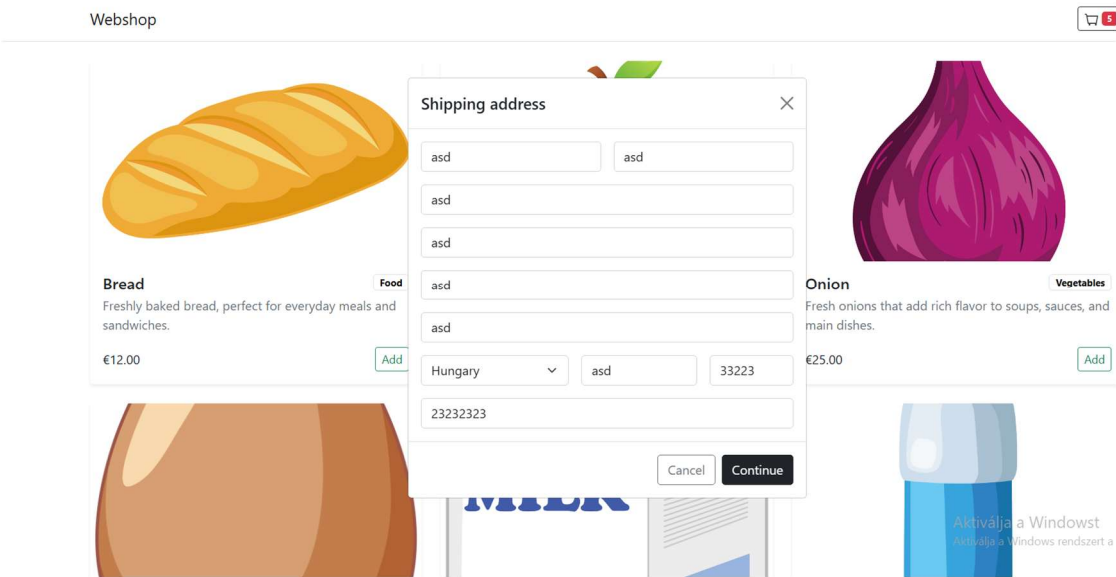 Webshop
5
Shipping address
asd
asd
asd
asd
asd
asd
Hungary
asd
33223
23232323
Cancel
Continue
Bread
Food
Freshly baked bread, perfect for everyday meals and
sandwiches.
€12.00
Add
Onion
Vegetables
Fresh onions that add rich flavor to soups, sauces, and
main dishes.
€25.00
Add
MILK
Aktiválja a Windowst
Aktiválja a Windows rendszert a